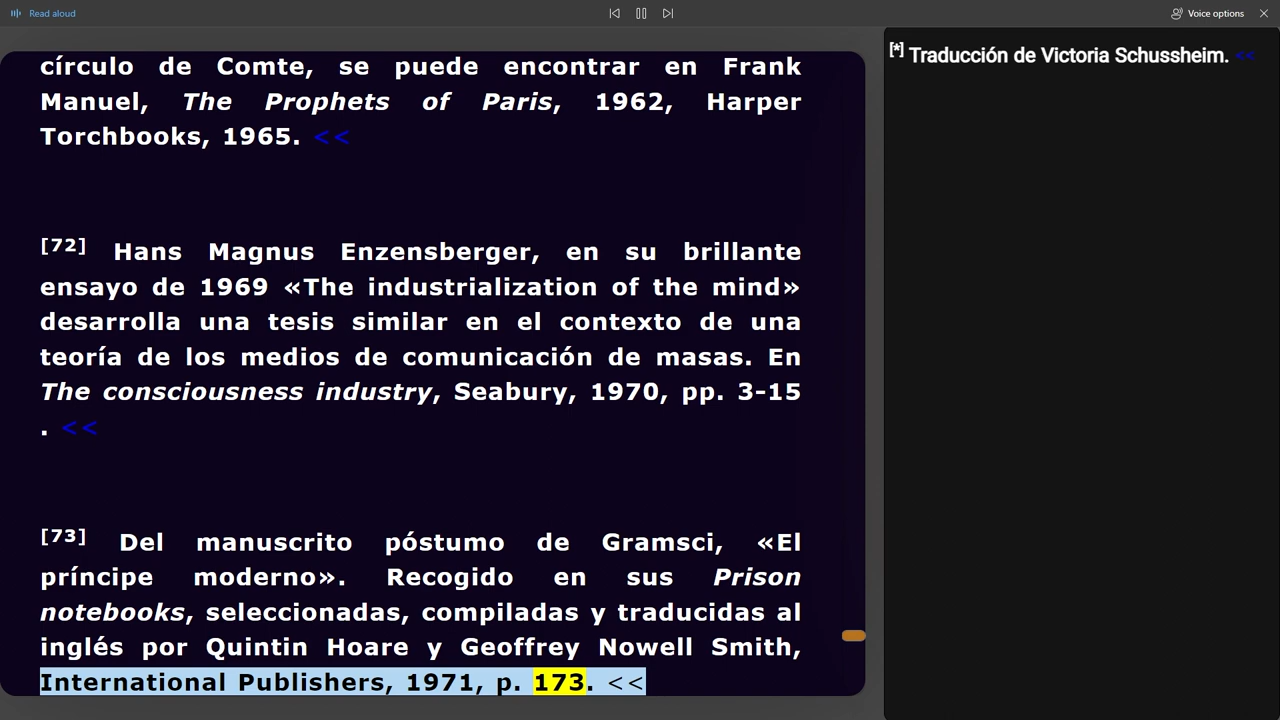 Read aloud
Voice options
círculo de Comte, se puede encontrar en Frank
Manuel, The Prophets of Paris, 1962, Harper
Torchbooks, 1965. <<
[72] Hans Magnus Enzensberger, en su brillante
ensayo de 1969 «The industrialization of the mind»
desarrolla una tesis similar en el contexto de una
teoría de los medios de comunicación de masas. En
The consciousness industry, Seabury, 1970, pp. 3-15
. <<
[73] Del manuscrito póstumo de Gramsci, «El
príncipe moderno». Recogido en sus Prison
notebooks, seleccionadas, compiladas y traducidas al
inglés por Quintin Hoare y Geoffrey Nowell Smith,
International Publishers, 1971, p. 173. <<
[*] Traducción de Victoria Schussheim. <<